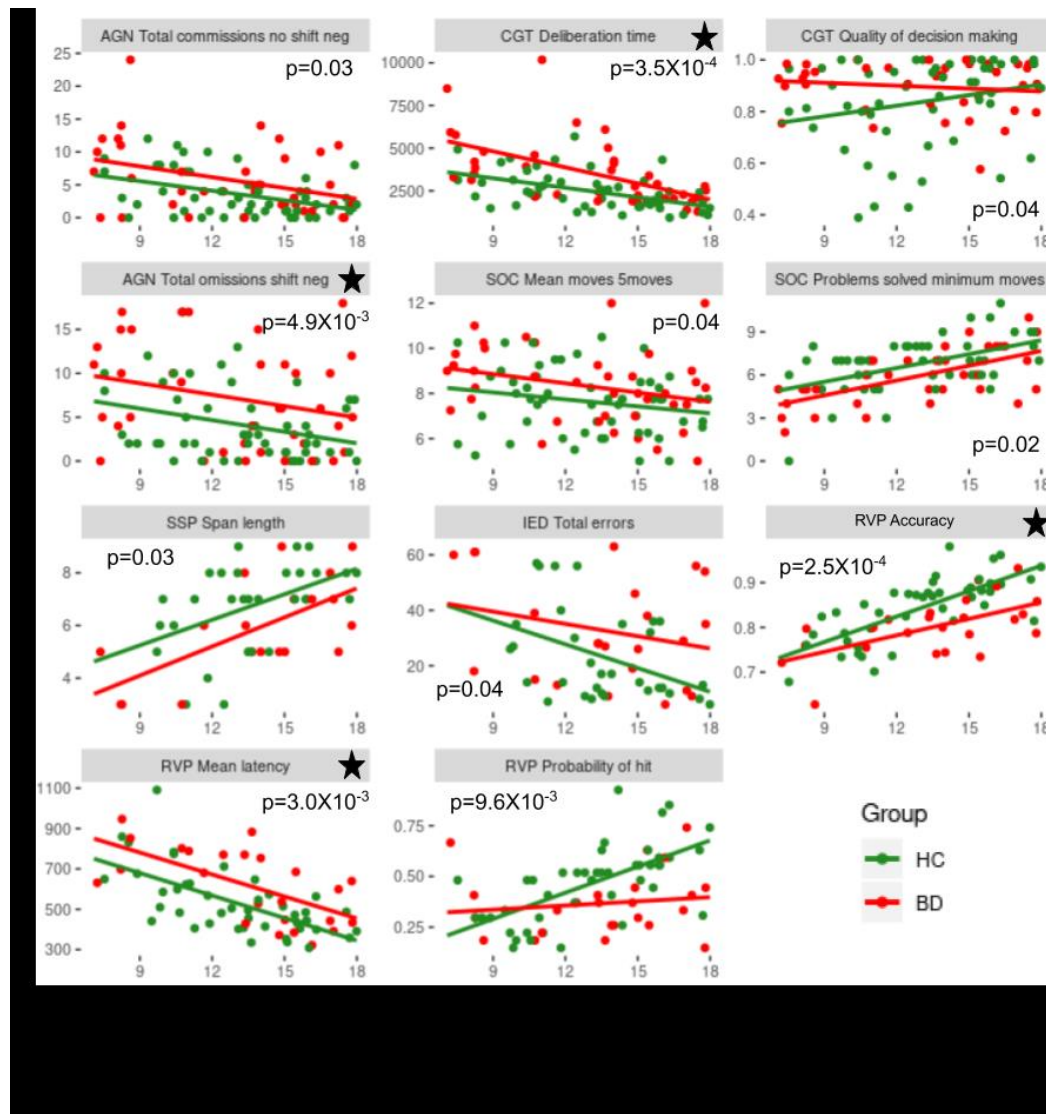 AGN Total commissions no shift neg
p=0.03
25
20
15
10
5
0
9 12 15 18
CGT Deliberation time ★
p=3.5X10⁻⁴
10000
7500
5000
2500
9 12 15 18
CGT Quality of decision making
1.0
0.8
0.6
0.4
p=0.04
9 12 15 18
AGN Total omissions shift neg ★
p=4.9X10⁻³
15
10
5
0
9 12 15 18
SOC Mean moves 5moves
p=0.04
12
10
8
6
9 12 15 18
SOC Problems solved minimum moves
9
6
3
0
p=0.02
9 12 15 18
SSP Span length
p=0.03
8
6
4
9 12 15 18
IED Total errors
60
40
20
p=0.04
9 12 15 18
RVP Accuracy ★
p=2.5X10⁻⁴
0.9
0.8
0.7
9 12 15 18
RVP Mean latency ★
p=3.0X10⁻³
1100
900
700
500
300
9 12 15 18
RVP Probability of hit
p=9.6X10⁻³
0.75
0.50
0.25
9 12 15 18
Group
HC
BD